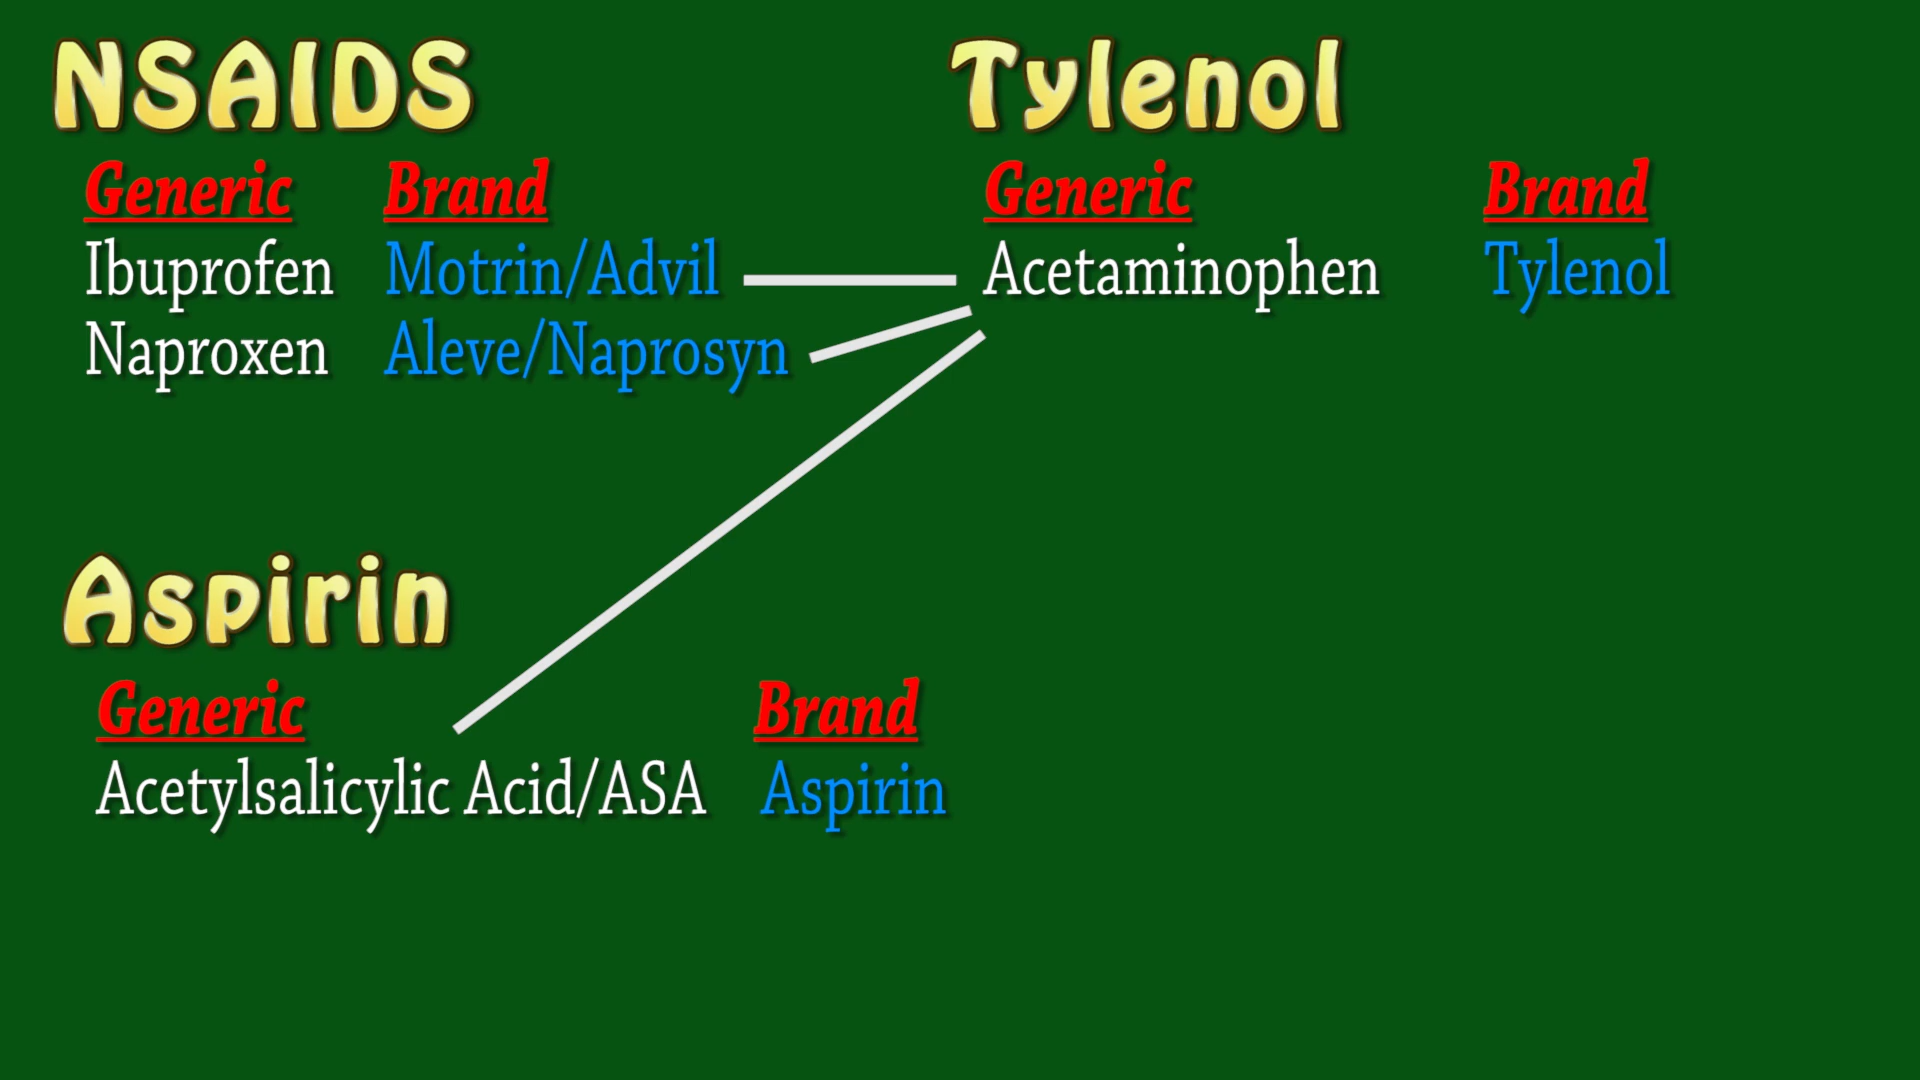 NSAIDS
Generic Brand
Ibuprofen Motrin/Advil
Naproxen Aleve/Naprosyn
Tylenol
Generic Brand
Acetaminophen Tylenol
Aspirin
Generic Brand
Acetylsalicylic Acid/ASA Aspirin